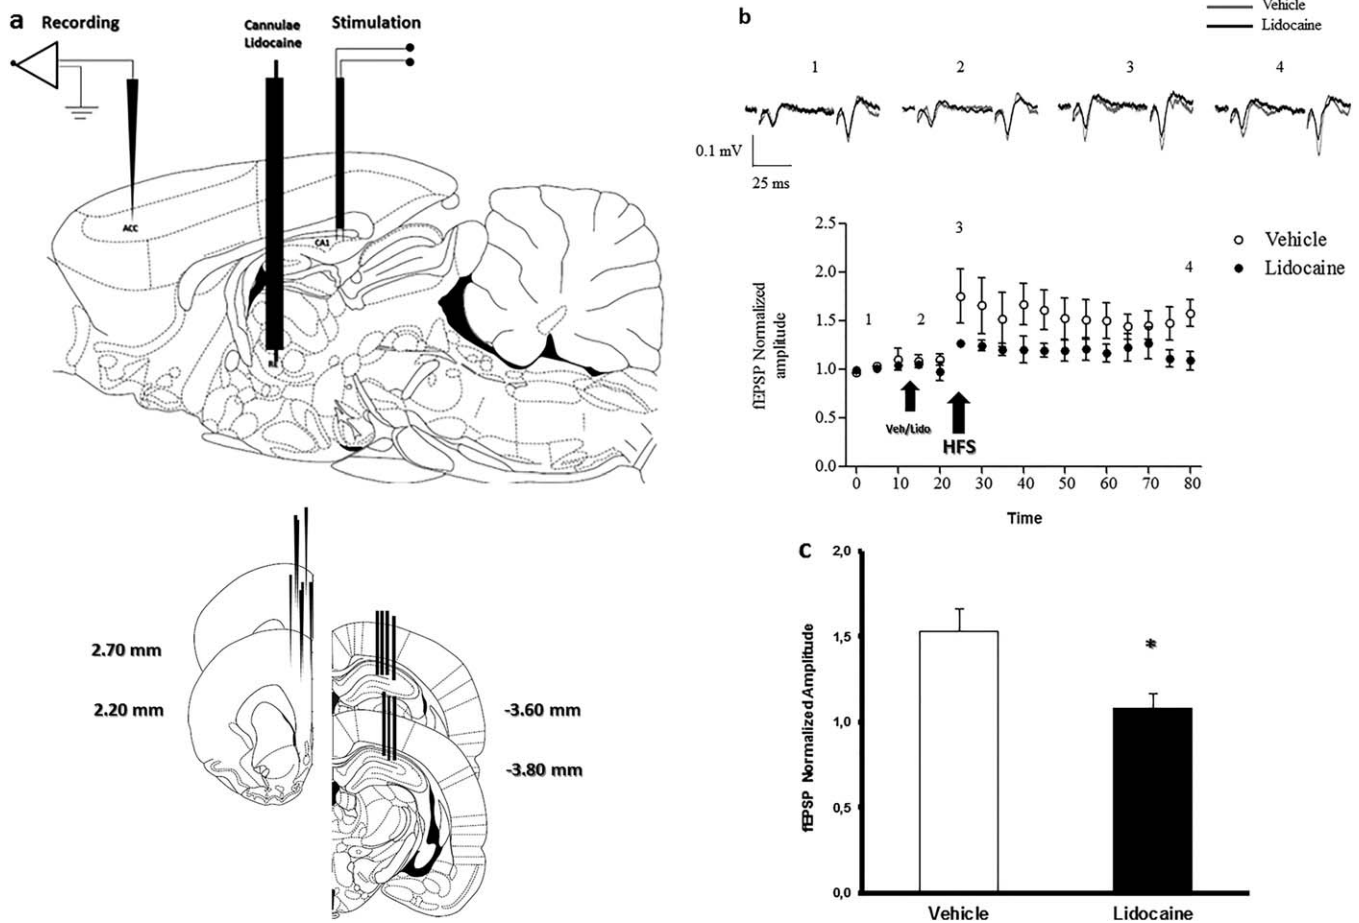 a
Recording
Cannulae
Lidocaine
Stimulation
ACC
CA1
2.70 mm
2.20 mm
-3.60 mm
-3.80 mm
b
Vehicle
Lidocaine
1 2 3 4
0.1 mV
25 ms
fEPSP Normalized
amplitude
2.5
2.0
1.5
1.0
0.5
0.0
1 2 3 4
Vehicle
Lidocaine
Veh/Lido
HFS
0 10 20 30 40 50 60 70 80
Time
c
fEPSP Normalized Amplitude
2,0
1,5
1,0
0,5
0,0
*
Vehicle Lidocaine